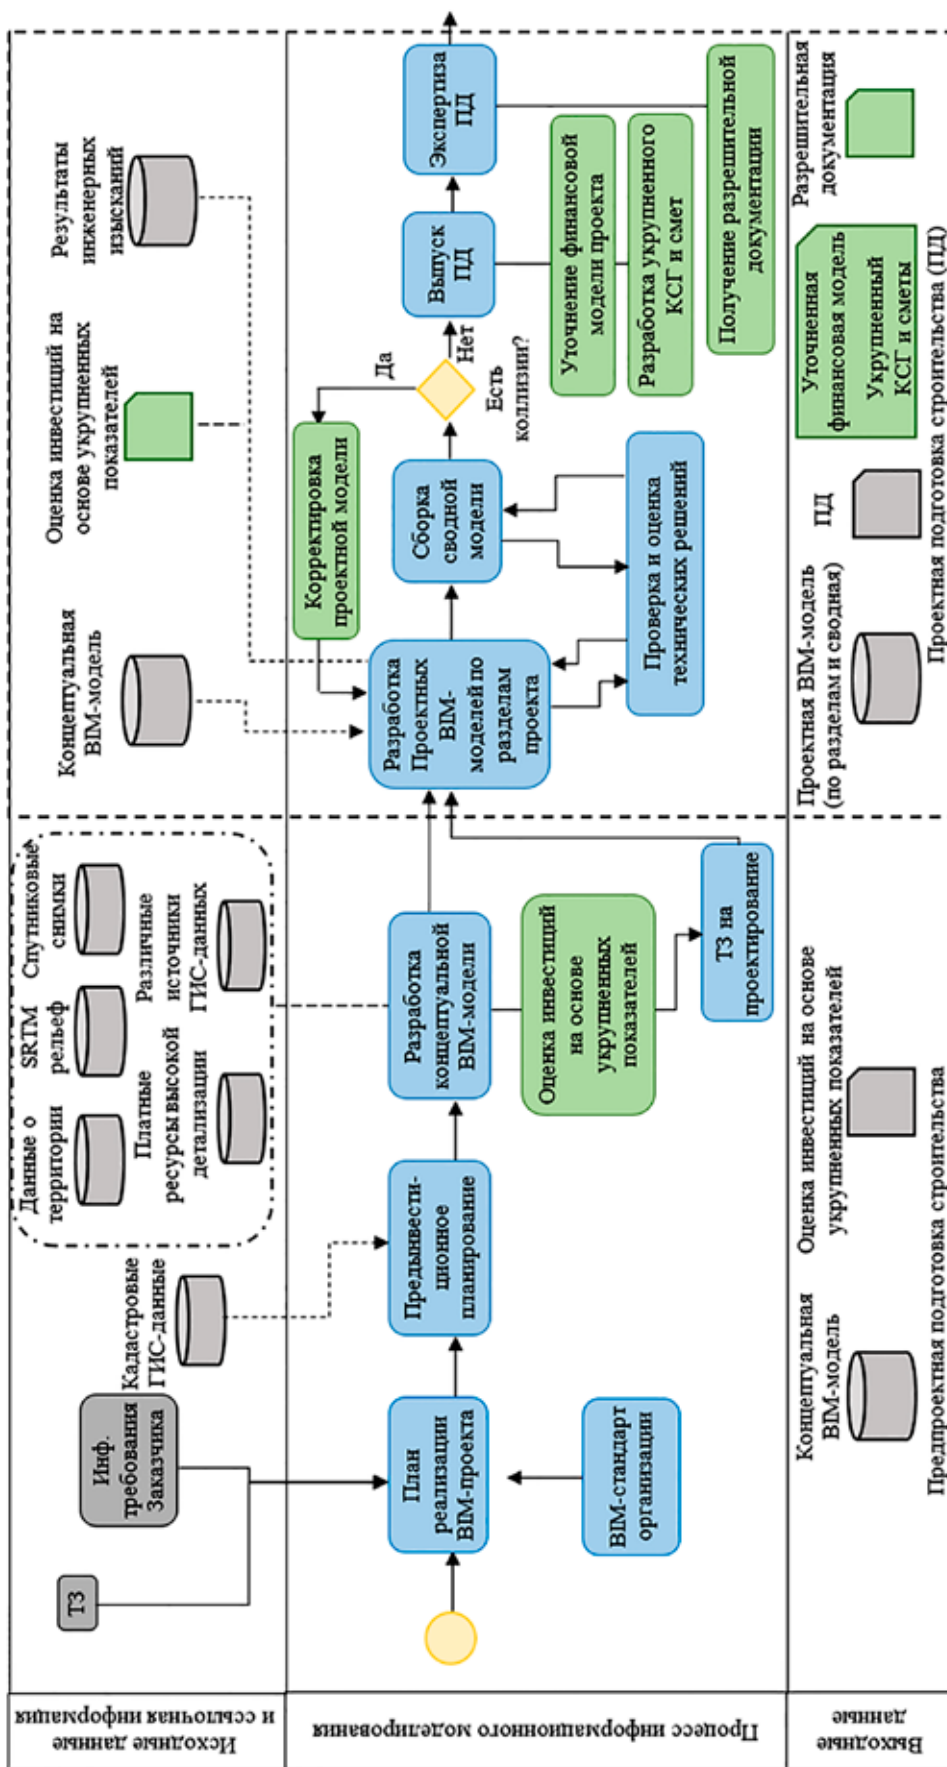 Исходные данные
и ссылочная информация
ТЗ
Инф.
требования
Заказчика
Кадастровые
ГИС-данные
Данные о
территории
SRTM
рельеф
Спутниковые
снимки
Платные
ресурсы высокой
детализации
Различные
источники
ГИС-данных
Концептуальная
BIM-модель
Оценка инвестиций на
основе укрупненных
показателей
Результаты
инженерных
изысканий
Процесс информационного моделирования
План
реализации
BIM-проекта
BIM-стандарт
организации
Предынвести-
ционное
планирование
Разработка
концептуальной
BIM-модели
Оценка инвестиций
на основе
укрупненных
показателей
ТЗ на
проектирование
Разработка
Проектных
BIM-
моделей по
разделам
проекта
Корректировка
проектной модели
Сборка
сводной
модели
Проверка и оценка
технических решений
Да
Нет
Есть
коллизии?
Выпуск
ПД
Экспертиза
ПД
Уточнение финансовой
модели проекта
Разработка укрупненного
КСГ и смет
Получение разрешительной
документации
Выходные
данные
Концептуальная
BIM-модель
Оценка инвестиций на основе
укрупненных показателей
Предпроектная подготовка строительства
Проектная BIM-модель
(по разделам и сводная)
ПД
Уточненная
финансовая модель
Укрупненный
КСГ и сметы
Разрешительная
документация
Проектная подготовка строительства (ПД)